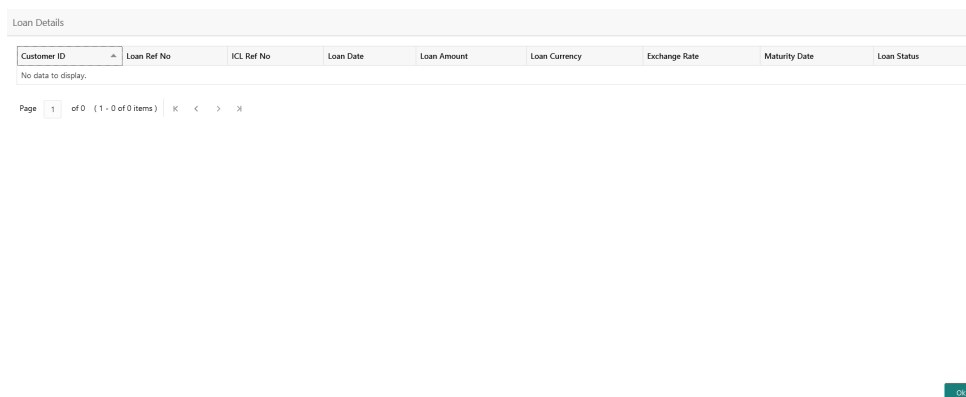 Loan Details
Customer ID Loan Ref No ICL Ref No Loan Date Loan Amount Loan Currency Exchange Rate Maturity Date Loan Status
No data to display.
Page 1 of 0 ( 1 - 0 of 0 items )
Ok